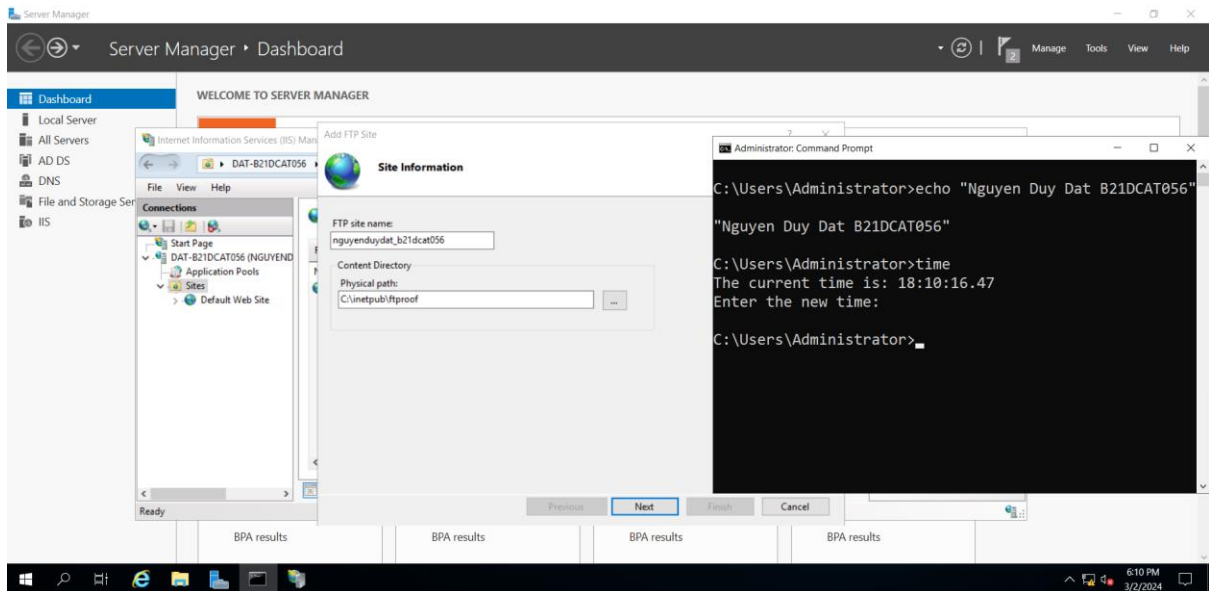 Server Manager
Server Manager • Dashboard
2
Manage
Tools
View
Help
Dashboard
Local Server
All Servers
AD DS
DNS
File and Storage Ser
IIS
WELCOME TO SERVER MANAGER
Internet Information Services (IIS) Man
DAT-B21DCAT056
File View Help
Connections
Start Page
DAT-B21DCAT056 (NGUYEND
Application Pools
Sites
Default Web Site
Ready
Add FTP Site
Site Information
FTP site name:
nguyenduydat_b21dcat056
Content Directory
Physical path:
C:\inetpub\ftproof
...
Previous
Next
Finish
Cancel
Administrator: Command Prompt
C:\Users\Administrator>echo "Nguyen Duy Dat B21DCAT056"
"Nguyen Duy Dat B21DCAT056"
C:\Users\Administrator>time
The current time is: 18:10:16.47
Enter the new time:
C:\Users\Administrator>
BPA results
BPA results
BPA results
BPA results
6:10 PM
3/2/2024